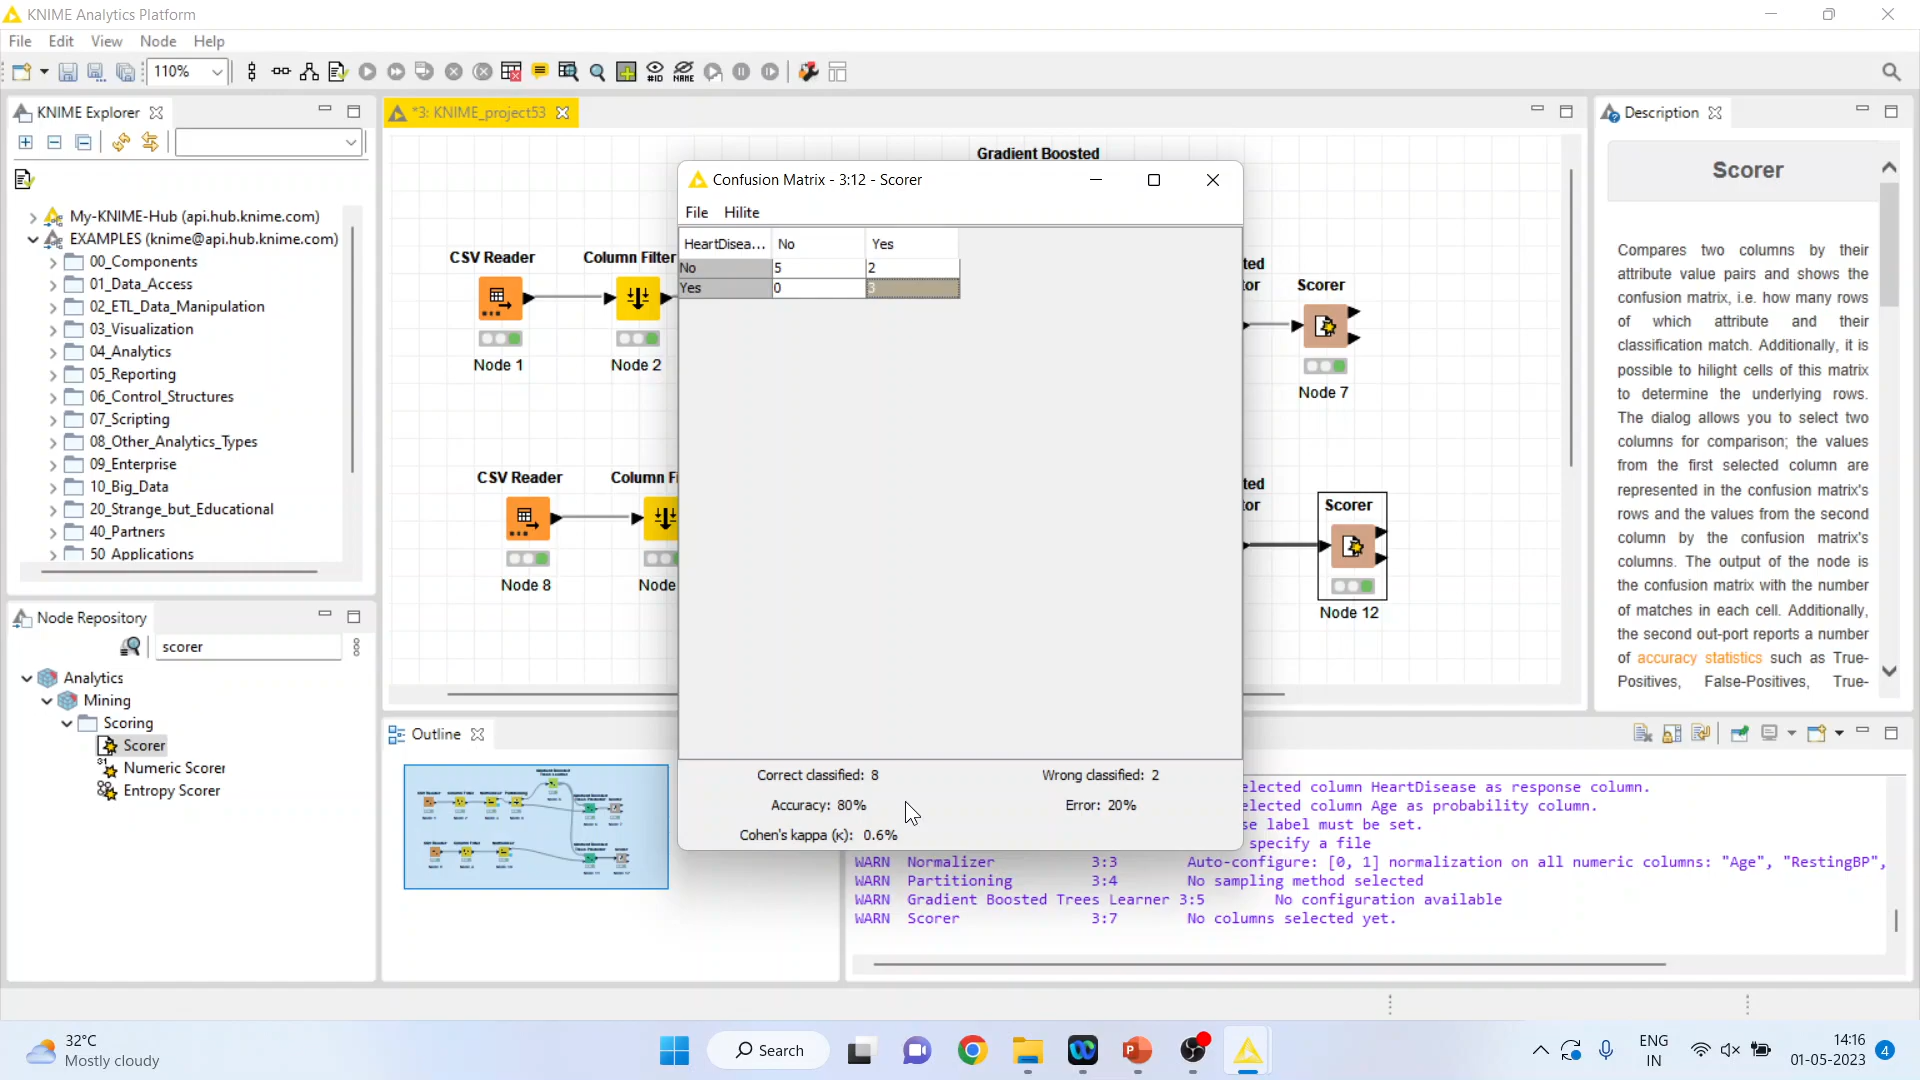 KNIME Analytics Platform
File Edit View Node Help
110%
#ID
NAME
KNIME Explorer
*3: KNIME_project53
Description
My-KNIME-Hub (api.hub.knime.com)
EXAMPLES (knime@api.hub.knime.com)
00_Components
01_Data_Access
02_ETL_Data_Manipulation
03_Visualization
04_Analytics
05_Reporting
06_Control_Structures
07_Scripting
08_Other_Analytics_Types
09_Enterprise
10_Big_Data
20_Strange_but_Educational
40_Partners
50_Applications
Node Repository
scorer
Analytics
Mining
Scoring
Scorer
Numeric Scorer
Entropy Scorer
Gradient Boosted
CSV Reader
Column Filter
Node 1
Node 2
ted
or
Scorer
Node 7
CSV Reader
Column Fi
Node 8
Node
ted
or
Scorer
Node 12
Confusion Matrix - 3:12 - Scorer
File Hilite
HeartDisea... No Yes
No 5 2
Yes 0 3
Correct classified: 8
Wrong classified: 2
Accuracy: 80%
Error: 20%
Cohen's kappa (κ): 0.6%
Scorer
Compares two columns by their
attribute value pairs and shows the
confusion matrix, i.e. how many rows
of which attribute and their
classification match. Additionally, it is
possible to hilight cells of this matrix
to determine the underlying rows.
The dialog allows you to select two
columns for comparison; the values
from the first selected column are
represented in the confusion matrix's
rows and the values from the second
column by the confusion matrix's
columns. The output of the node is
the confusion matrix with the number
of matches in each cell. Additionally,
the second out-port reports a number
of accuracy statistics such as True-
Positives, False-Positives, True-
Outline
elected column HeartDisease as response column.
elected column Age as probability column.
se label must be set.
specify a file
WARN Normalizer 3:3 Auto-configure: [0, 1] normalization on all numeric columns: "Age", "RestingBP",
WARN Partitioning 3:4 No sampling method selected
WARN Gradient Boosted Trees Learner 3:5 No configuration available
WARN Scorer 3:7 No columns selected yet.
32°C
Mostly cloudy
Search
ENG
IN
14:16
01-05-2023
4